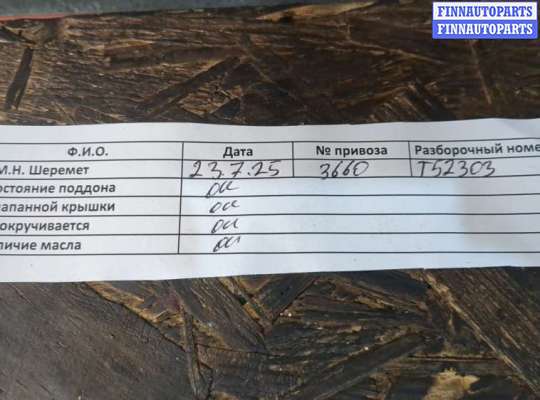 FINNAUTOPARTS
FINNAUTOPARTS
Ф.И.О. Дата № привоза Разборочный номе
М.Н. Шеремет 23.7.25 3660 T52303
остояние поддона ок
апанной крышки ок
окручивается ок
личие масла ок